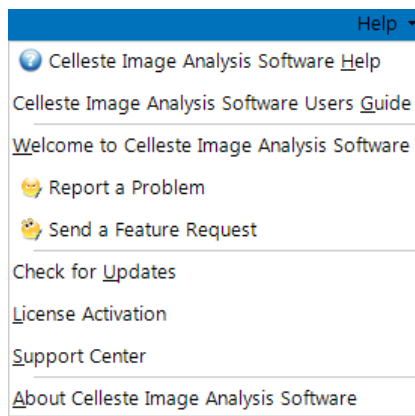 Help
Celleste Image Analysis Software Help
Celleste Image Analysis Software Users Guide
Welcome to Celleste Image Analysis Software
Report a Problem
Send a Feature Request
Check for Updates
License Activation
Support Center
About Celleste Image Analysis Software